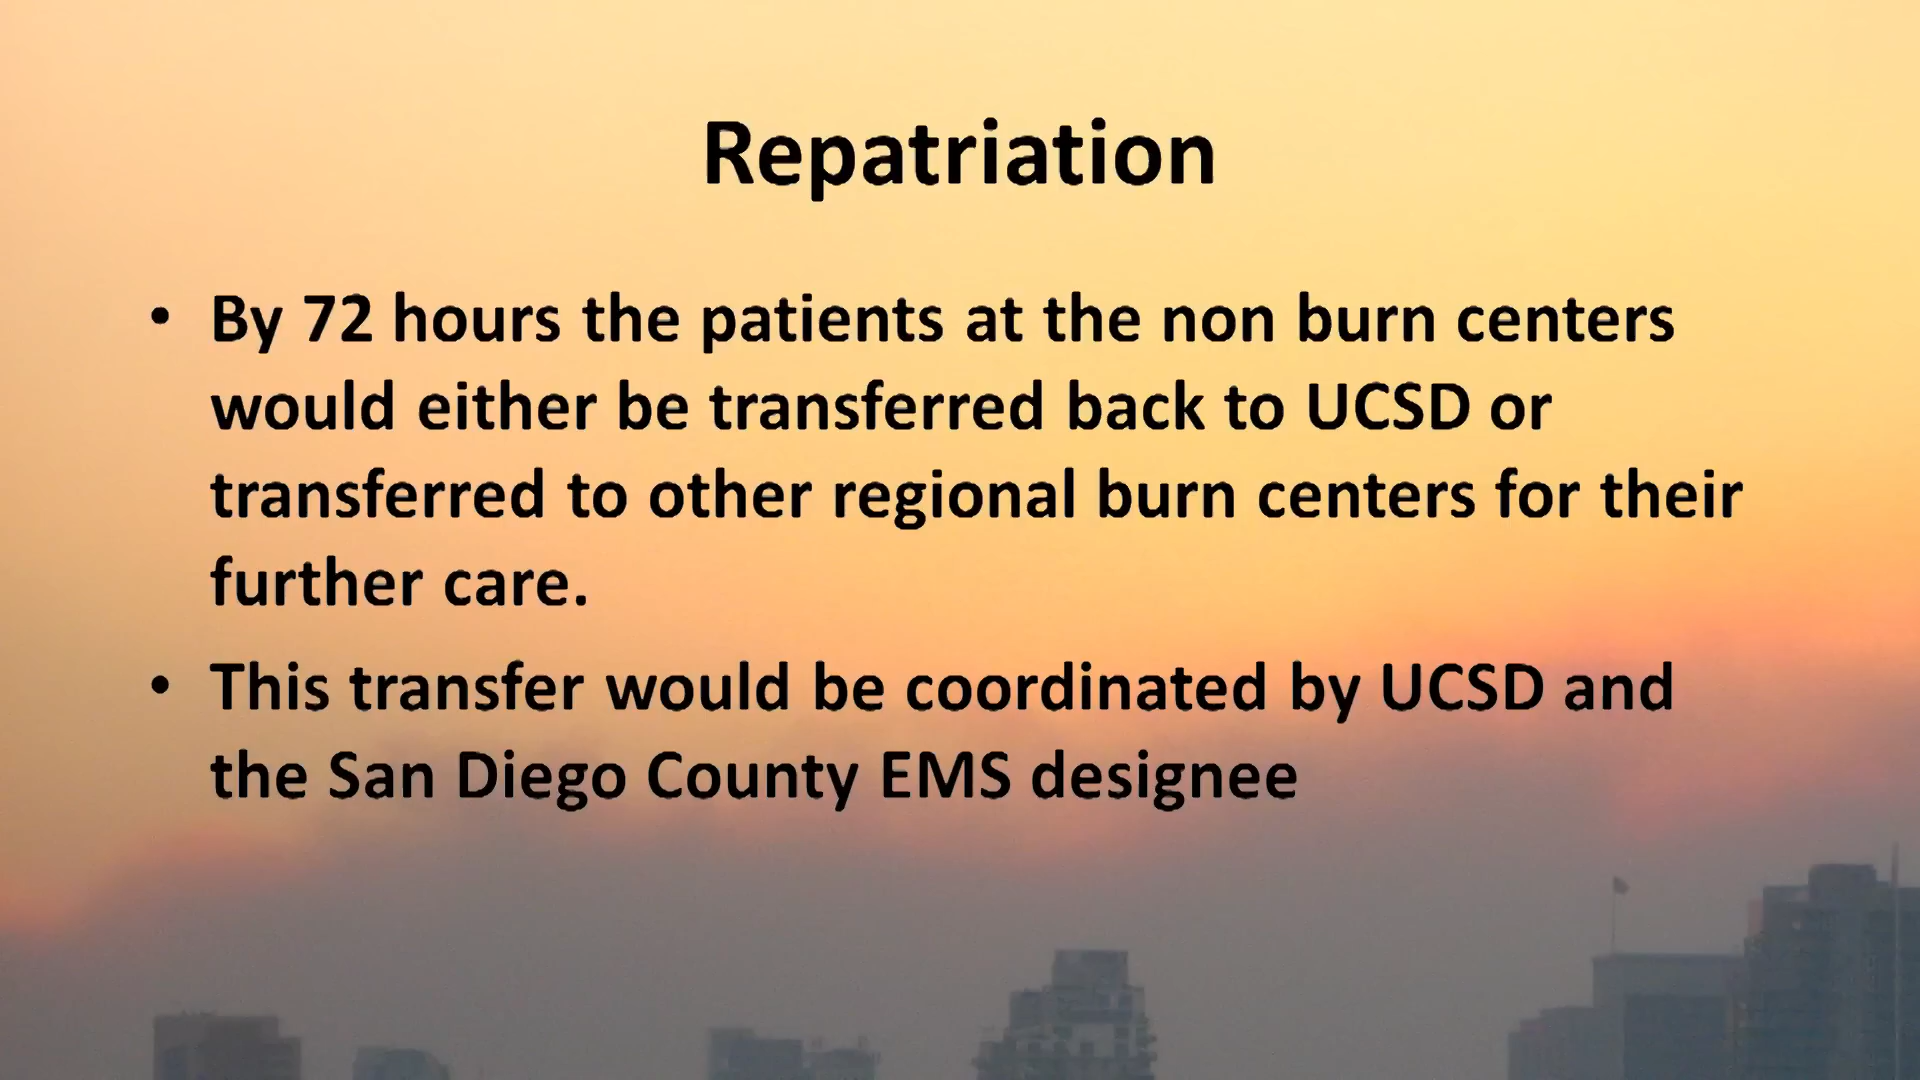 Repatriation
• By 72 hours the patients at the non burn centers
would either be transferred back to UCSD or
transferred to other regional burn centers for their
further care.
• This transfer would be coordinated by UCSD and
the San Diego County EMS designee